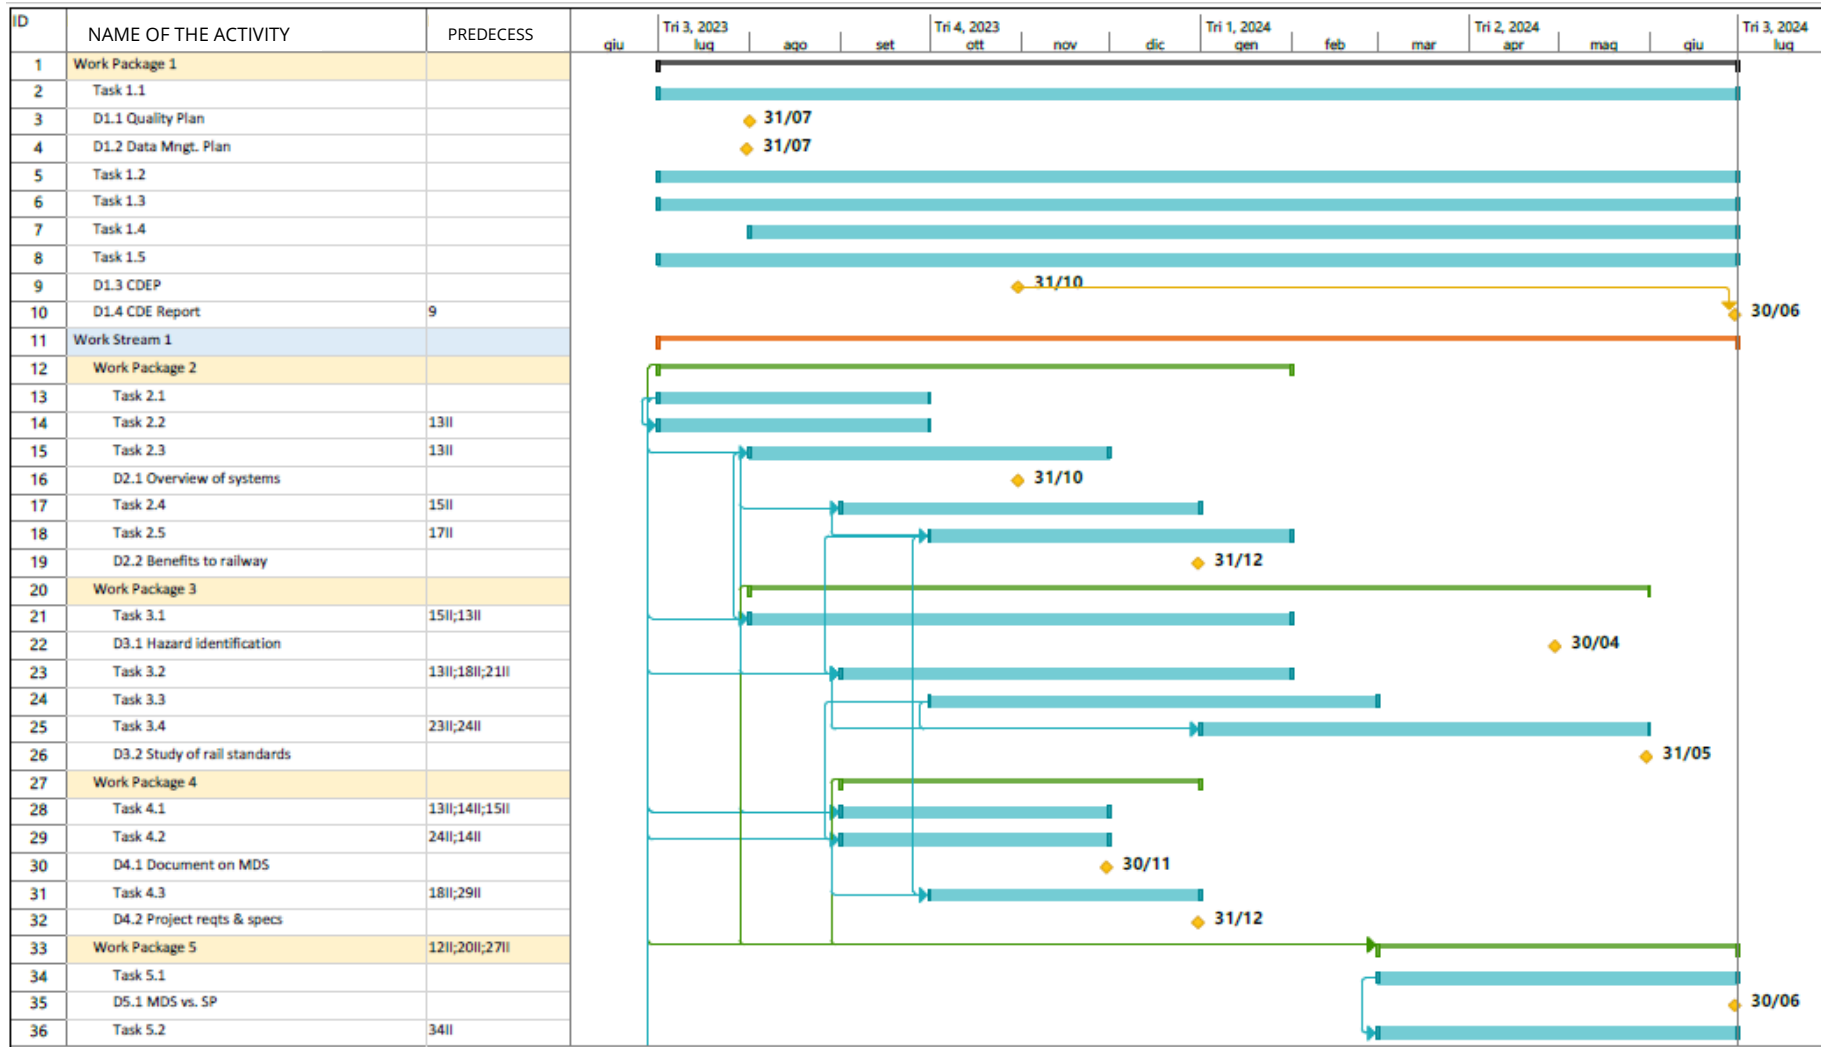 ID NAME OF THE ACTIVITY PREDECESS
Tri 3, 2023 Tri 4, 2023 Tri 1, 2024 Tri 2, 2024 Tri 3, 2024
giu lug ago set ott nov dic gen feb mar apr mag giu lug
1 Work Package 1
2 Task 1.1
3 D1.1 Quality Plan 31/07
4 D1.2 Data Mngt. Plan 31/07
5 Task 1.2
6 Task 1.3
7 Task 1.4
8 Task 1.5
9 D1.3 CDEP 31/10
10 D1.4 CDE Report 9 30/06
11 Work Stream 1
12 Work Package 2
13 Task 2.1
14 Task 2.2 13II
15 Task 2.3 13II
16 D2.1 Overview of systems 31/10
17 Task 2.4 15II
18 Task 2.5 17II
19 D2.2 Benefits to railway 31/12
20 Work Package 3
21 Task 3.1 15II;13II
22 D3.1 Hazard identification 30/04
23 Task 3.2 13II;18II;21II
24 Task 3.3
25 Task 3.4 23II;24II
26 D3.2 Study of rail standards 31/05
27 Work Package 4
28 Task 4.1 13II;14II;15II
29 Task 4.2 24II;14II
30 D4.1 Document on MDS 30/11
31 Task 4.3 18II;29II
32 D4.2 Project reqts & specs 31/12
33 Work Package 5 12II;20II;27II
34 Task 5.1
35 D5.1 MDS vs. SP 30/06
36 Task 5.2 34II